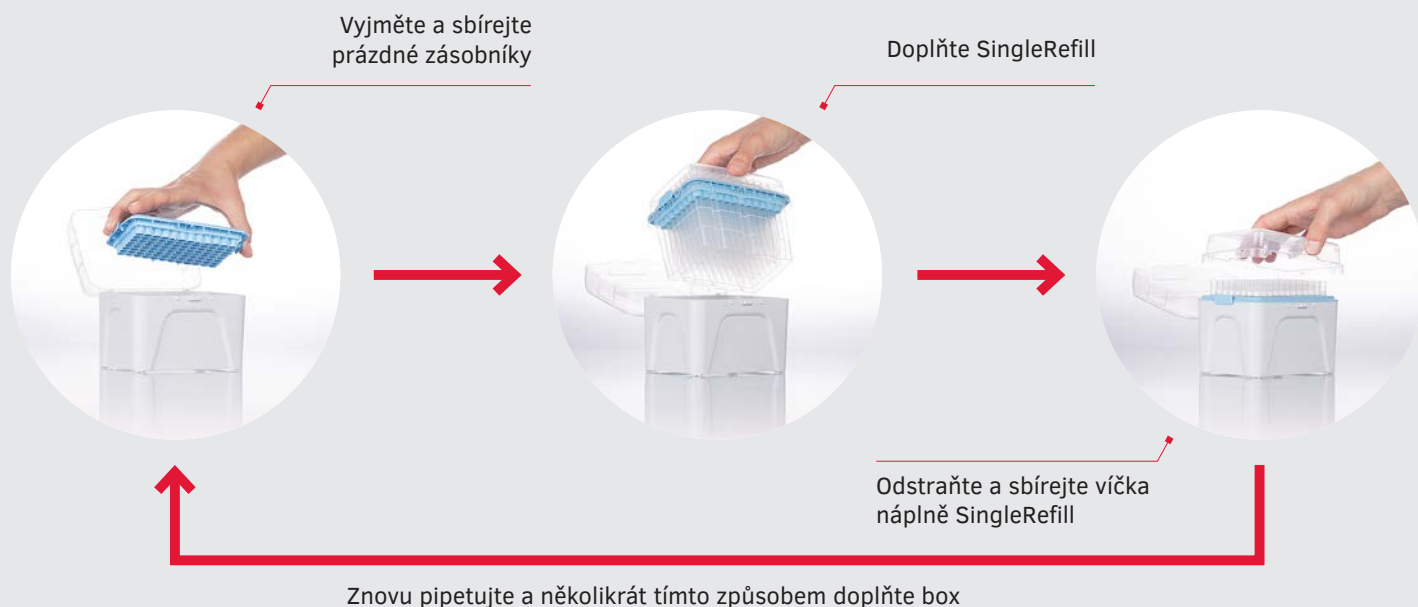 Vyjměte a sbírejte
prázdné zásobníky
Doplňte SingleRefill
Odstraňte a sbírejte víčka
náplně SingleRefill
Znovu pipetujte a několikrát tímto způsobem doplňte box